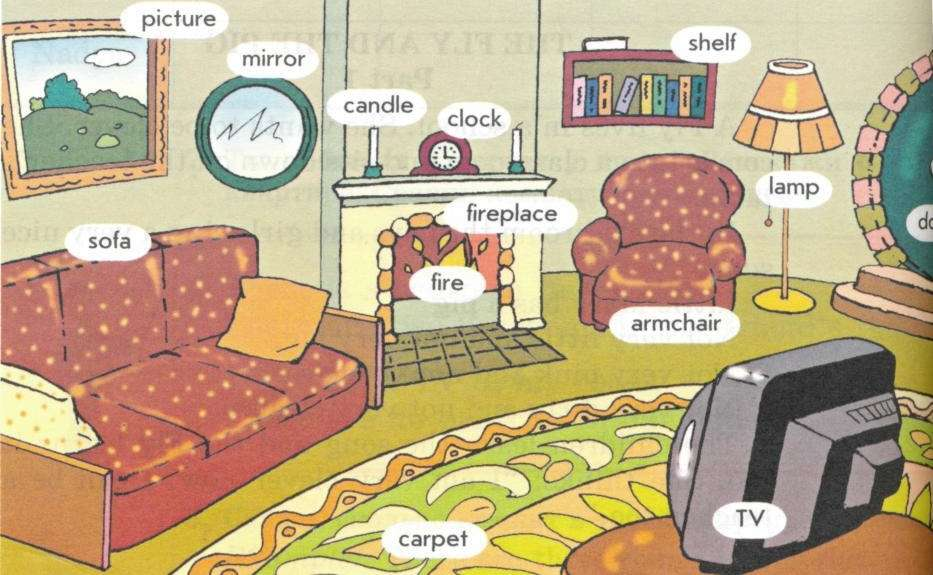 picture
mirror
shelf
candle
clock
lamp
fireplace
sofa
fire
armchair
TV
carpet